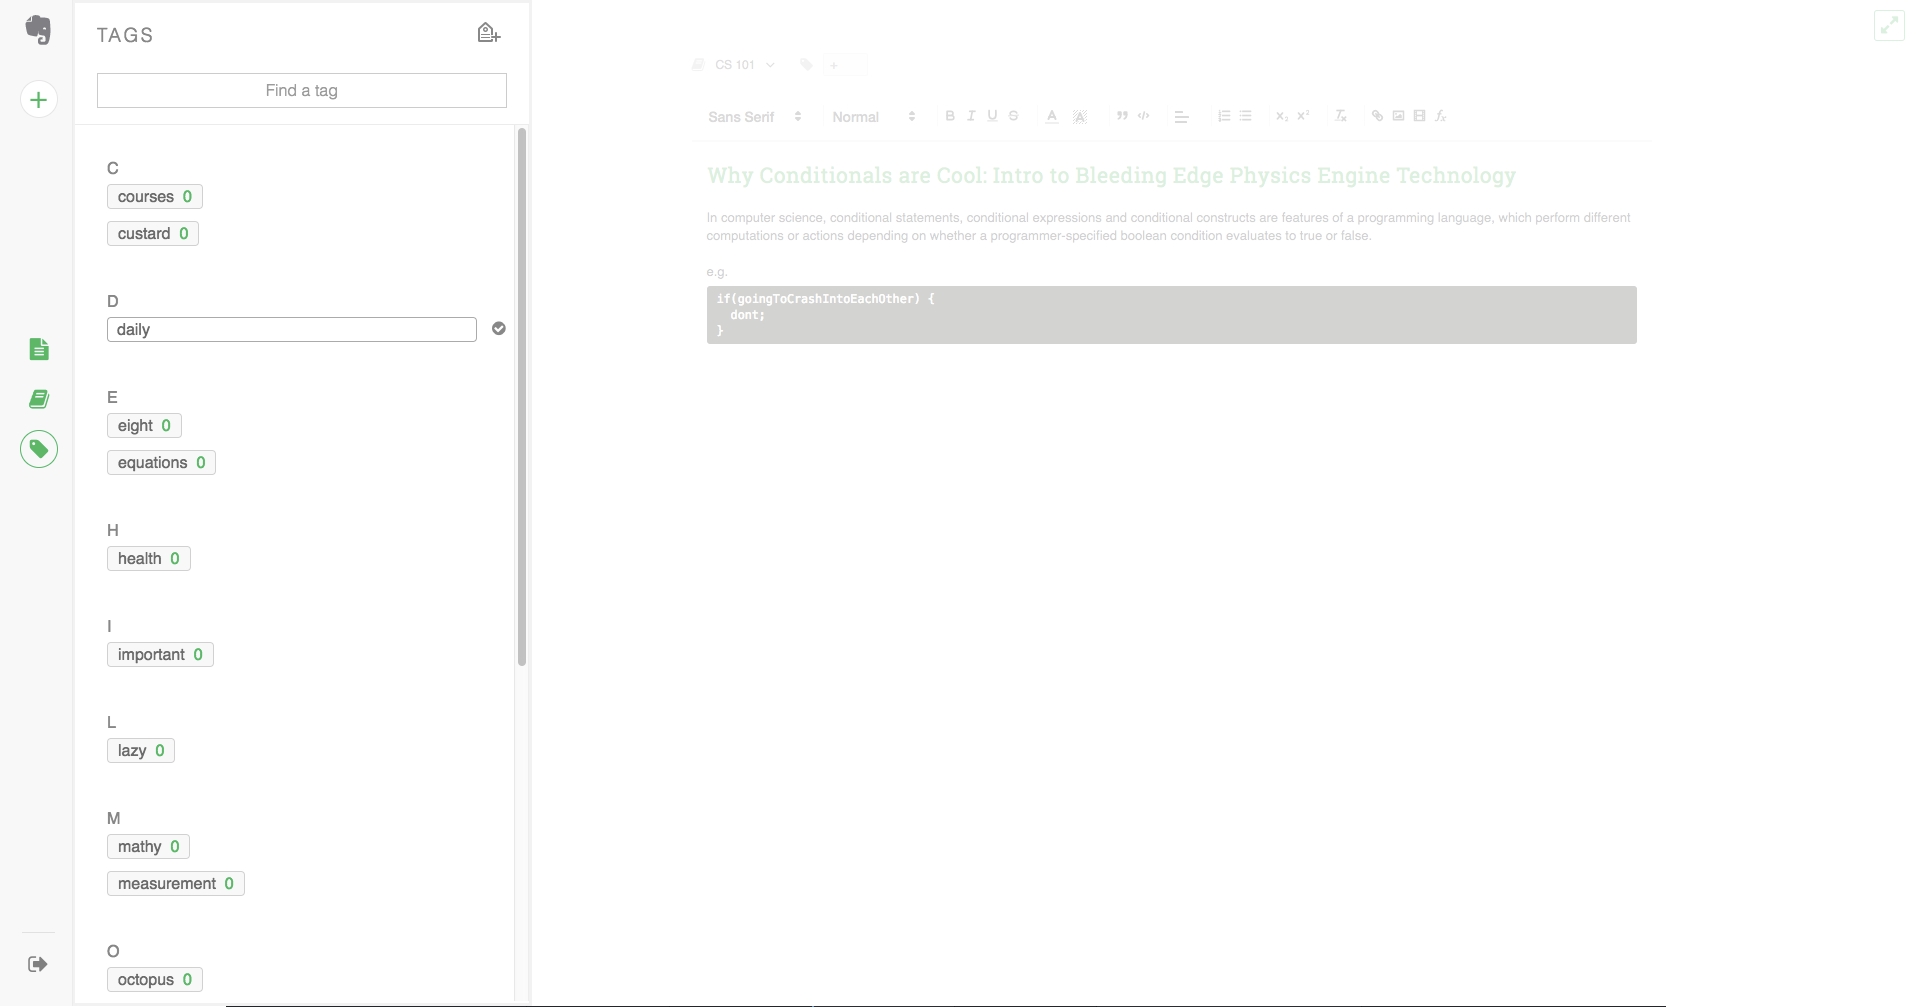 TAGS
Find a tag
C
courses 0
custard 0
D
daily
E
eight 0
equations 0
H
health 0
I
important 0
L
lazy 0
M
mathy 0
measurement 0
O
octopus 0
CS 101
+
Sans Serif Normal B I U S A A ” </> X₂ X² Tx fx
Why Conditionals are Cool: Intro to Bleeding Edge Physics Engine Technology
In computer science, conditional statements, conditional expressions and conditional constructs are features of a programming language, which perform different
computations or actions depending on whether a programmer-specified boolean condition evaluates to true or false.
e.g.
if(goingToCrashIntoEachOther) {
  dont;
}